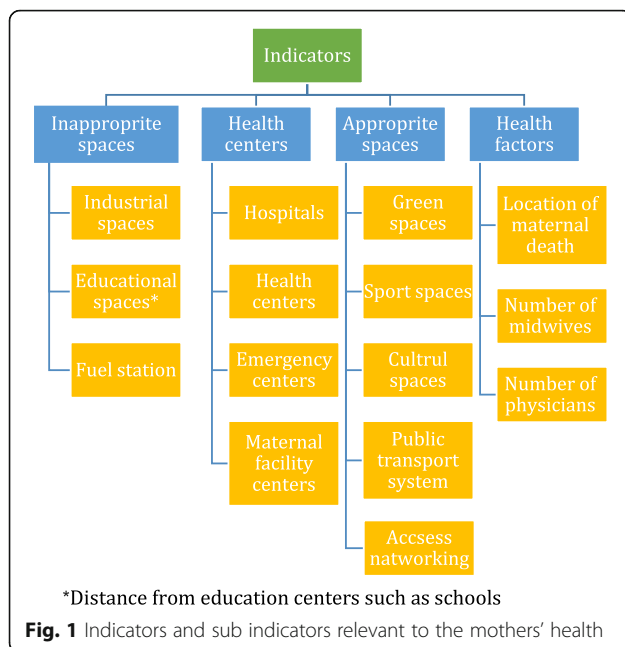 Indicators
Inapproprite
spaces
Industrial
spaces
Educational
spaces*
Fuel station
Health
centers
Hospitals
Health
centers
Emergency
centers
Maternal
facility
centers
Approprite
spaces
Green
spaces
Sport spaces
Cultrul
spaces
Public
transport
system
Accsess
natworking
Health
factors
Location of
maternal
death
Number of
midwives
Number of
physicians
*Distance from education centers such as schools
Fig. 1 Indicators and sub indicators relevant to the mothers’ health